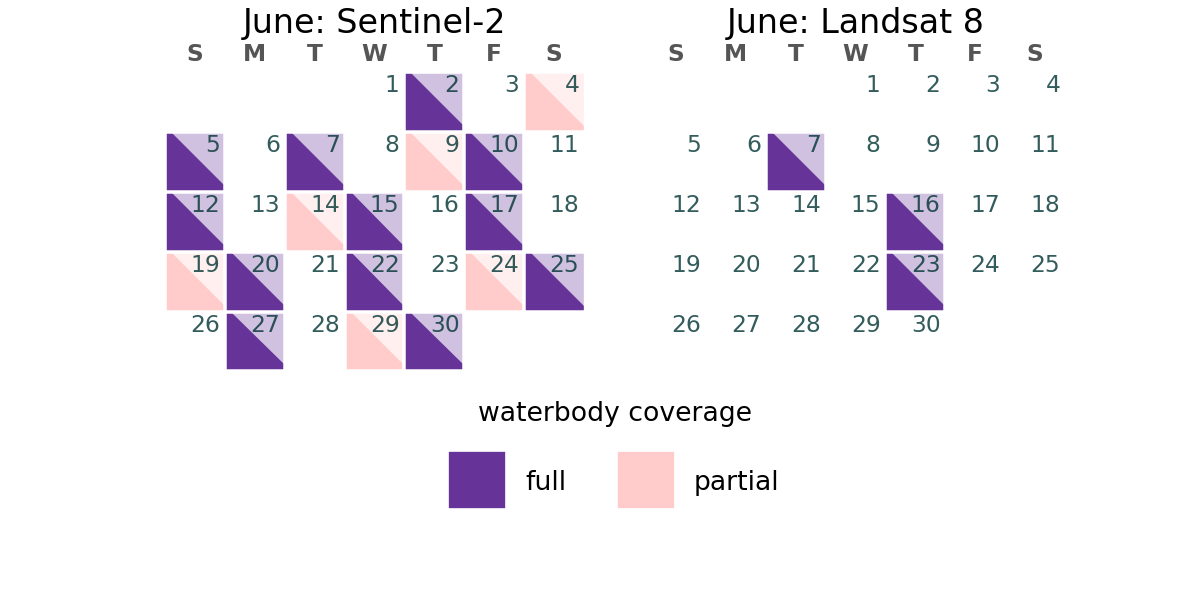 June: Sentinel-2
S M T W T F S
1 2 3 4
5 6 7 8 9 10 11
12 13 14 15 16 17 18
19 20 21 22 23 24 25
26 27 28 29 30
June: Landsat 8
S M T W T F S
1 2 3 4
5 6 7 8 9 10 11
12 13 14 15 16 17 18
19 20 21 22 23 24 25
26 27 28 29 30
waterbody coverage
full partial